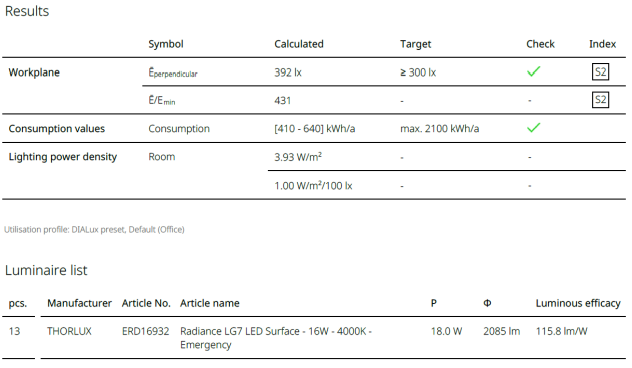 Results
Symbol Calculated Target Check Index
Workplane Ēperpendicular 392 lx ≥ 300 lx S2
Ē/Emin 431 - - S2
Consumption values Consumption [410 - 640] kWh/a max. 2100 kWh/a
Lighting power density Room 3.93 W/m² - -
1.00 W/m²/100 lx - -
Utilisation profile: DIALux preset, Default (Office)
Luminaire list
pcs. Manufacturer Article No. Article name P Φ Luminous efficacy
13 THORLUX ERD16932 Radiance LG7 LED Surface - 16W - 4000K - 18.0 W 2085 lm 115.8 lm/W
Emergency